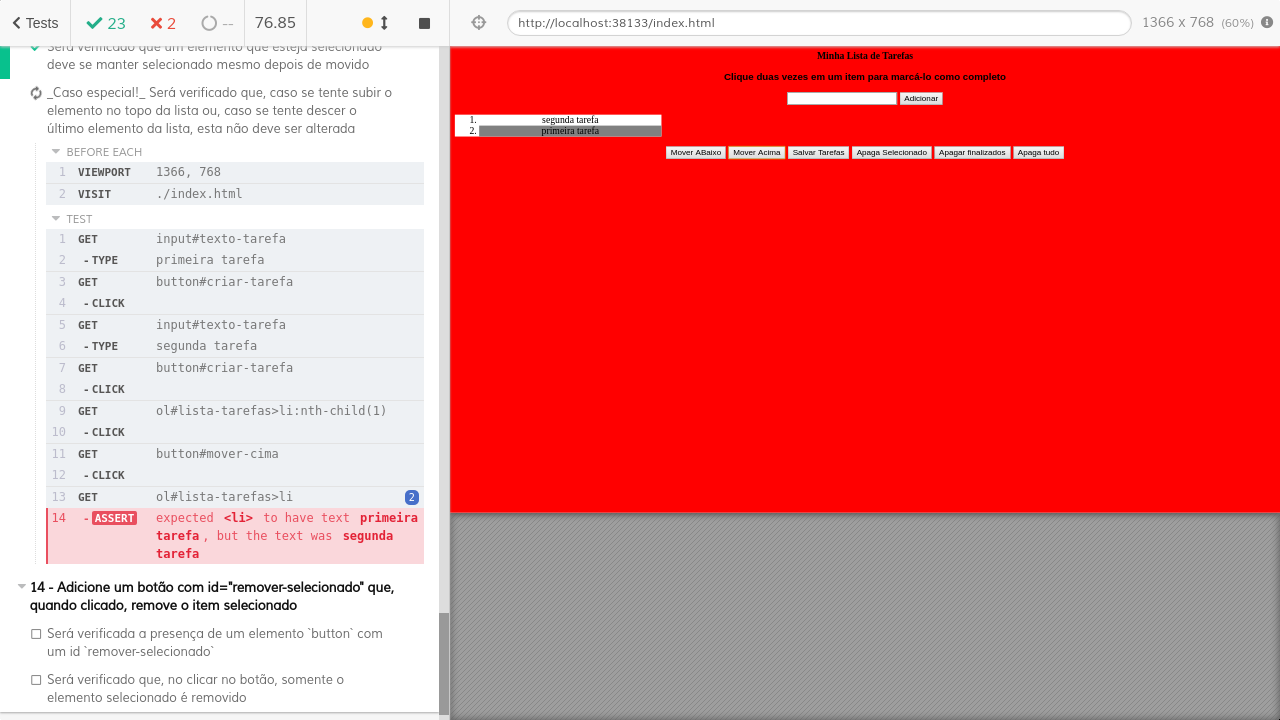 Tests
23
2
--
76.85
http://localhost:38133/index.html
1366 x 768 (60%)
Será verificado que um elemento que esteja selecionado
deve se manter selecionado mesmo depois de movido
_Caso especial!_ Será verificado que, caso se tente subir o
elemento no topo da lista ou, caso se tente descer o
último elemento da lista, esta não deve ser alterada
BEFORE EACH
1 VIEWPORT 1366, 768
2 VISIT ./index.html
TEST
1 GET input#texto-tarefa
2 -TYPE primeira tarefa
3 GET button#criar-tarefa
4 -CLICK
5 GET input#texto-tarefa
6 -TYPE segunda tarefa
7 GET button#criar-tarefa
8 -CLICK
9 GET ol#lista-tarefas>li:nth-child(1)
10 -CLICK
11 GET button#mover-cima
12 -CLICK
13 GET ol#lista-tarefas>li 2
14 -ASSERT expected <li> to have text primeira
tarefa, but the text was segunda
tarefa
14 - Adicione um botão com id="remover-selecionado" que,
quando clicado, remove o item selecionado
Será verificada a presença de um elemento `button` com
um id `remover-selecionado`
Será verificado que, no clicar no botão, somente o
elemento selecionado é removido
Minha Lista de Tarefas
Clique duas vezes em um item para marcá-lo como completo
Adicionar
1. segunda tarefa
2. primeira tarefa
Mover ABaixo Mover Acima Salvar Tarefas Apaga Selecionado Apagar finalizados Apaga tudo